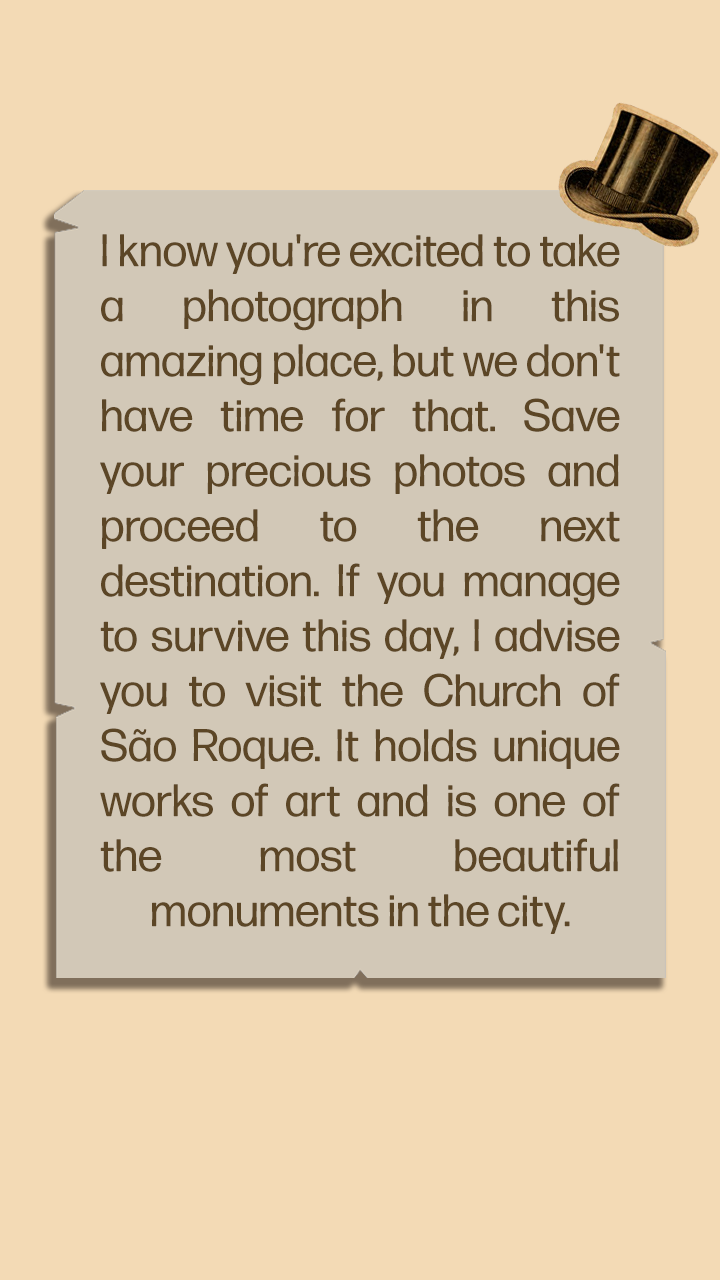 I know you're excited to take
a photograph in this
amazing place, but we don't
have time for that. Save
your precious photos and
proceed to the next
destination. If you manage
to survive this day, I advise
you to visit the Church of
São Roque. It holds unique
works of art and is one of
the most beautiful
monuments in the city.